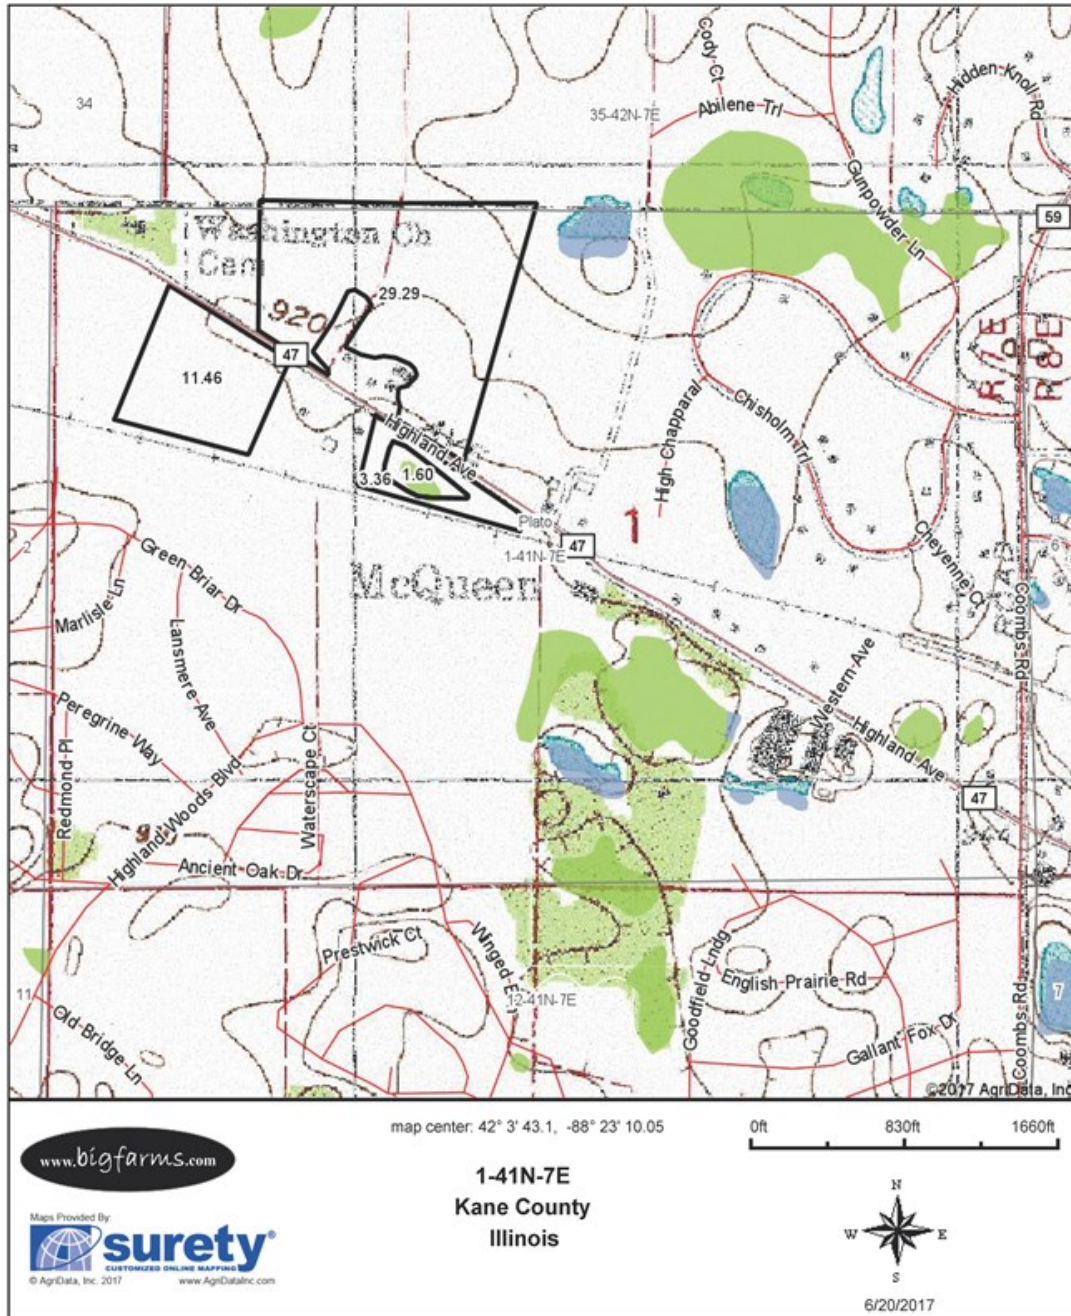 34
35-42N-7E
Cody Ct
Abilene Trl
Hidden Knoll Rd
Gunpowder Ln
59
Washington Ch
Cem
920
29.29
47
11.46
R 7 E
R 8 E
High Chapparal
Chisholm Trl
Highland Ave
3.36
1.60
Plato
1
47
1-41N-7E
2
McQueen
Cheyenne Ct
6
Green Briar Dr
Marlisle Ln
Lansmere Ave
Coombs Rd
Western Ave
Peregrine Way
Highland Ave
Redmond Pl
Highland Woods Blvd
Waterscape Ct
47
Ancient Oak Dr
Prestwick Ct
Goodfield Lndg
English Prairie Rd
Coombs Rd
7
11
12-41N-7E
Old Bridge Ln
Gallant Fox Dr
©2017 AgriData, Inc
www.bigfarms.com
map center: 42° 3' 43.1, -88° 23' 10.05
0ft 830ft 1660ft
1-41N-7E
Kane County
Illinois
Maps Provided By:
surety®
CUSTOMIZED ONLINE MAPPING
© AgriData, Inc. 2017 www.AgriDataInc.com
N
W E
S
6/20/2017